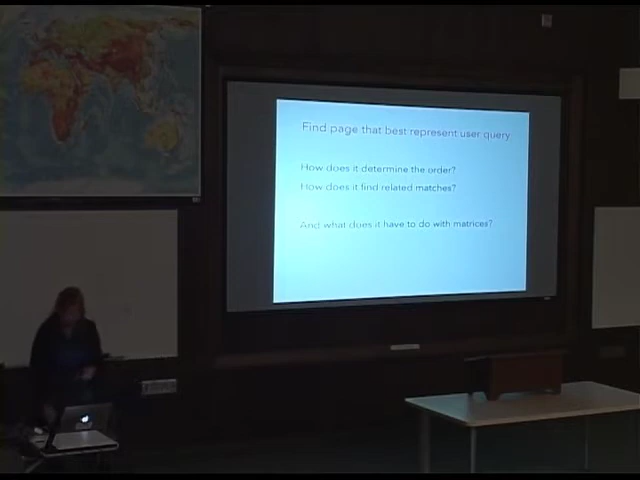 Find page that best represent user query:
How does it determine the order?
How does it find related matches?
And what does it have to do with matrices?